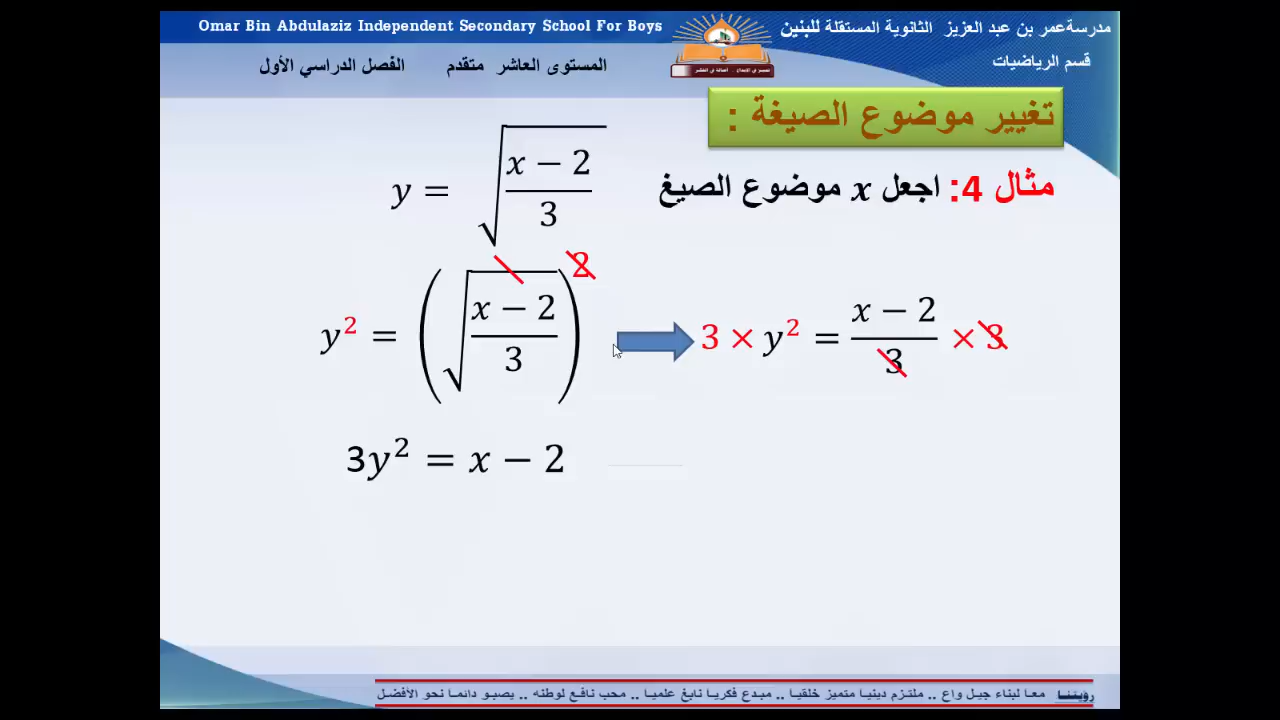 Omar Bin Abdulaziz Independent Secondary School For Boys
مدرسةعمر بن عبد العزيز الثانوية المستقلة للبنين
المستوى العاشر متقدم الفصل الدراسي الأول
قسم الرياضيات
تغيير موضوع الصيغة :
مثال 4: اجعل x موضوع الصيغ
y = √((x − 2)/3)
y² = (√((x − 2)/3))²
3 × y² = (x − 2)/3 × 3
3y² = x − 2
رؤيتنا معا لبناء جيل واع .. ملتزم دينيا متميز خلقيا .. مبدع فكريا نابغ علميا .. محب نافع لوطنه .. يصبو دائما نحو الأفضل